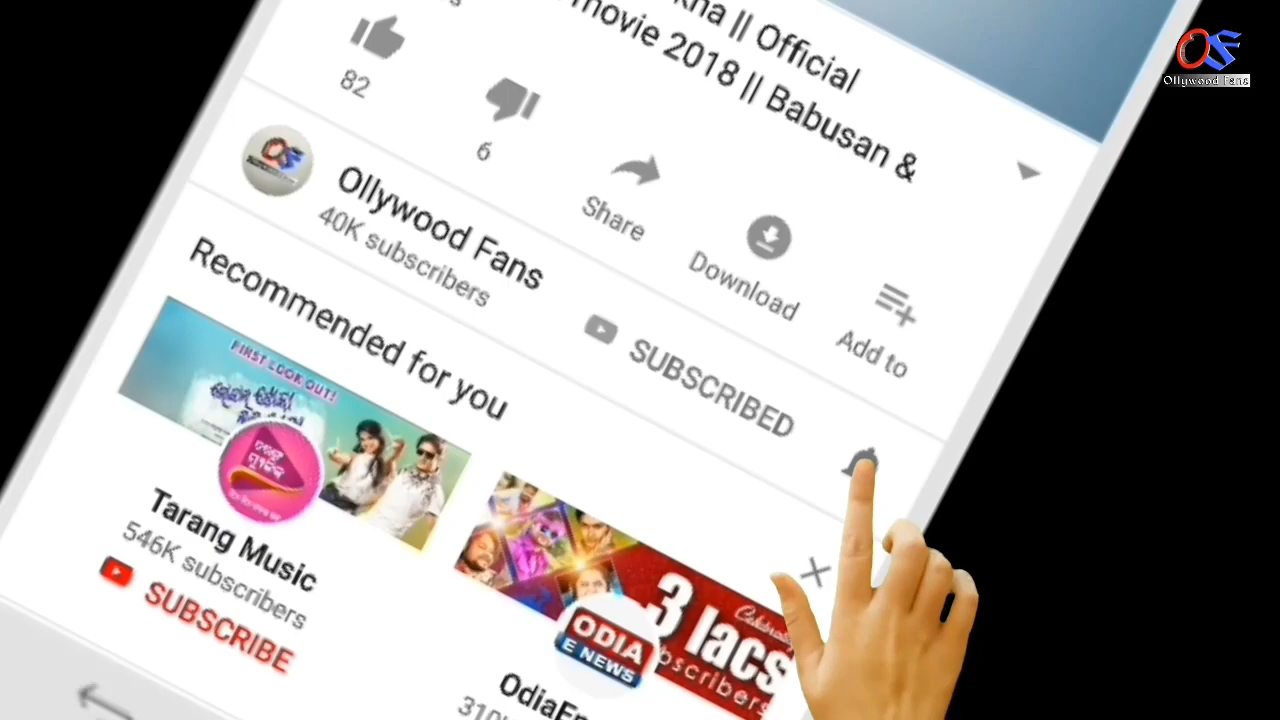 kha || Official
movie 2018 || Babusan &
82
6
Share
Download
Add to
Ollywood Fans
40K subscribers
SUBSCRIBED
Recommended for you
FIRST LOOK OUT!
Tarang Music
546K subscribers
SUBSCRIBE
3 lacs
ODIA
E NEWS
OF
Ollywood Fans